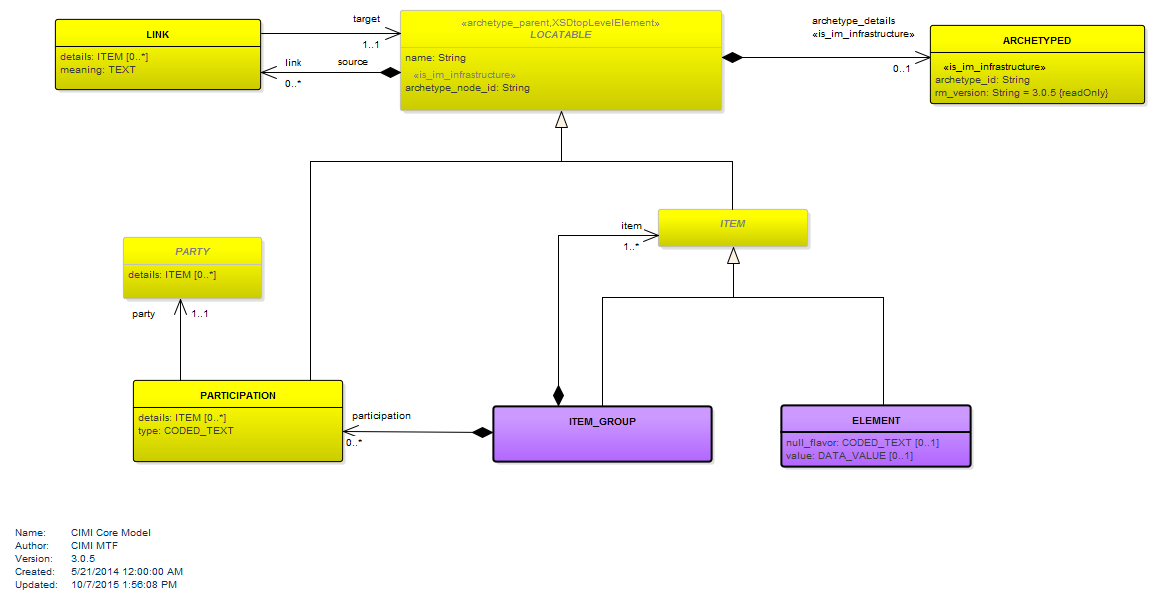 LINK
details: ITEM [0..*]
meaning: TEXT
target
1..1
link
source
0..*
«archetype_parent,XSDtopLevelElement»
LOCATABLE
name: String
«is_im_infrastructure»
archetype_node_id: String
archetype_details
«is_im_infrastructure»
0..1
ARCHETYPED
«is_im_infrastructure»
archetype_id: String
rm_version: String = 3.0.5 {readOnly}
item
1..*
ITEM
PARTY
details: ITEM [0..*]
party
1..1
PARTICIPATION
details: ITEM [0..*]
type: CODED_TEXT
participation
0..*
ITEM_GROUP
ELEMENT
null_flavor: CODED_TEXT [0..1]
value: DATA_VALUE [0..1]
Name: CIMI Core Model
Author: CIMI MTF
Version: 3.0.5
Created: 5/21/2014 12:00:00 AM
Updated: 10/7/2015 1:56:08 PM